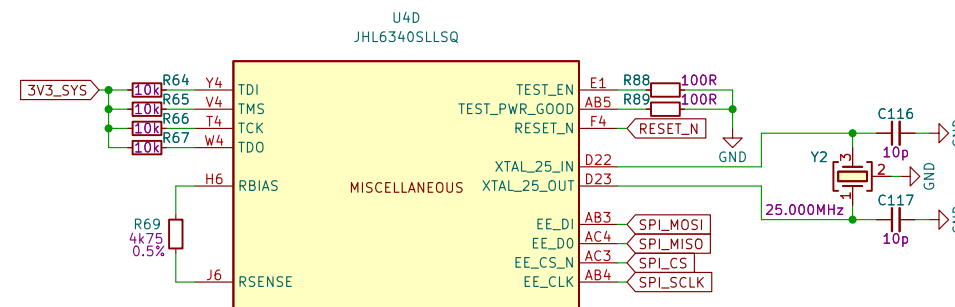 U4D
JHL6340SLLSQ
3V3_SYS
R64
10k
Y4
TDI
R65
10k
V4
TMS
R66
10k
T4
TCK
R67
10k
W4
TDO
H6
RBIAS
R69
4k75
0.5%
J6
RSENSE
MISCELLANEOUS
TEST_EN
E1
R88
100R
TEST_PWR_GOOD
AB5
R89
100R
RESET_N
F4
RESET_N
GND
XTAL_25_IN
D22
XTAL_25_OUT
D23
EE_DI
AB3
SPI_MOSI
EE_DO
AC4
SPI_MISO
EE_CS_N
AC3
SPI_CS
EE_CLK
AB4
SPI_SCLK
C116
10p
GND
Y2
3
2
1
GND
25.000MHz
C117
10p
GND